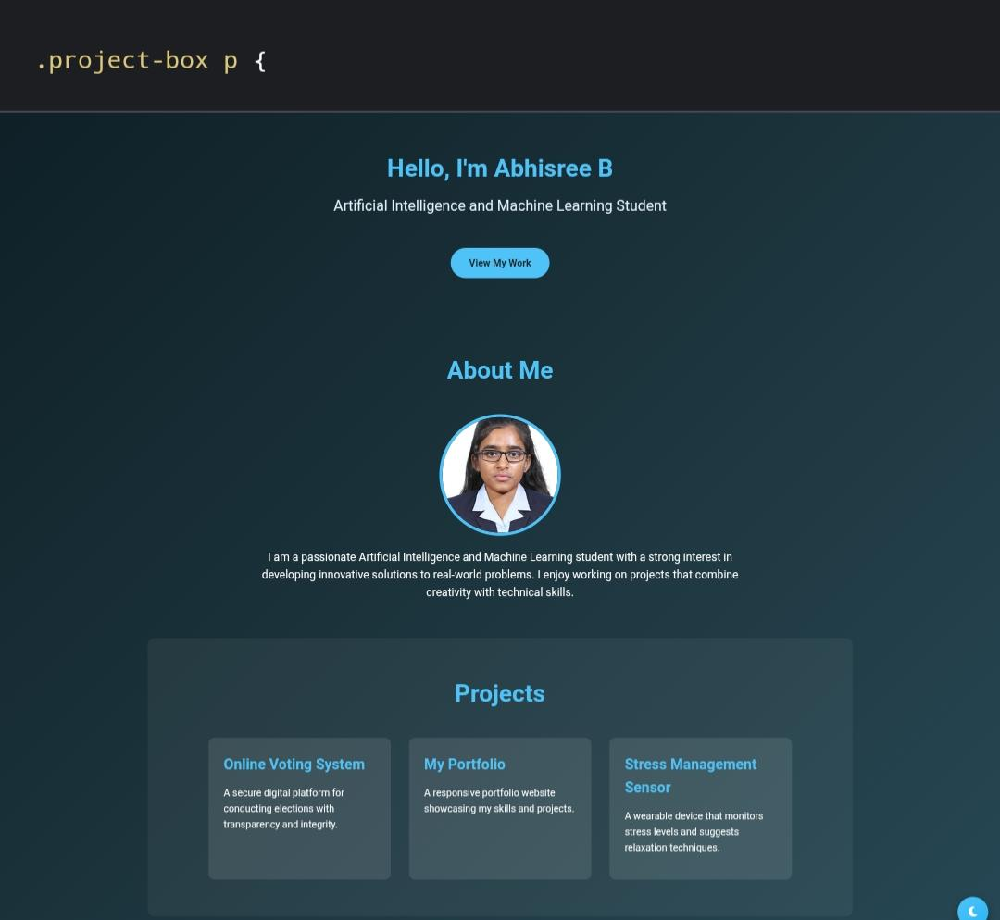 .project-box p {
Hello, I'm Abhisree B
Artificial Intelligence and Machine Learning Student
View My Work
About Me
I am a passionate Artificial Intelligence and Machine Learning student with a strong interest in
developing innovative solutions to real-world problems. I enjoy working on projects that combine
creativity with technical skills.
Projects
Online Voting System
A secure digital platform for
conducting elections with
transparency and integrity.
My Portfolio
A responsive portfolio website
showcasing my skills and projects.
Stress Management
Sensor
A wearable device that monitors
stress levels and suggests
relaxation techniques.